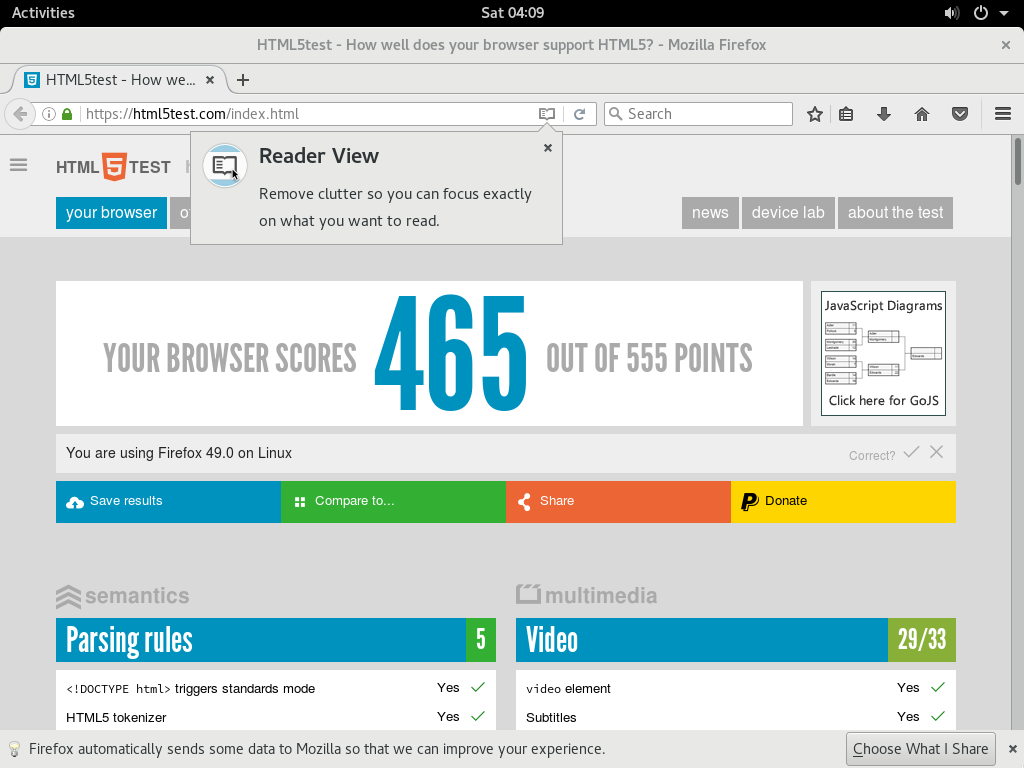 Activities
Sat 04:09
HTML5test - How well does your browser support HTML5? - Mozilla Firefox
HTML5test - How we...
https://html5test.com/index.html
Search
Reader View
Remove clutter so you can focus exactly
on what you want to read.
HTML 5 TEST
your browser
news
device lab
about the test
YOUR BROWSER SCORES 465 OUT OF 555 POINTS
JavaScript Diagrams
Click here for GoJS
You are using Firefox 49.0 on Linux
Correct?
Save results
Compare to...
Share
Donate
semantics
Parsing rules 5
<!DOCTYPE html> triggers standards mode Yes
HTML5 tokenizer Yes
multimedia
Video 29/33
video element Yes
Subtitles Yes
Firefox automatically sends some data to Mozilla so that we can improve your experience.
Choose What I Share